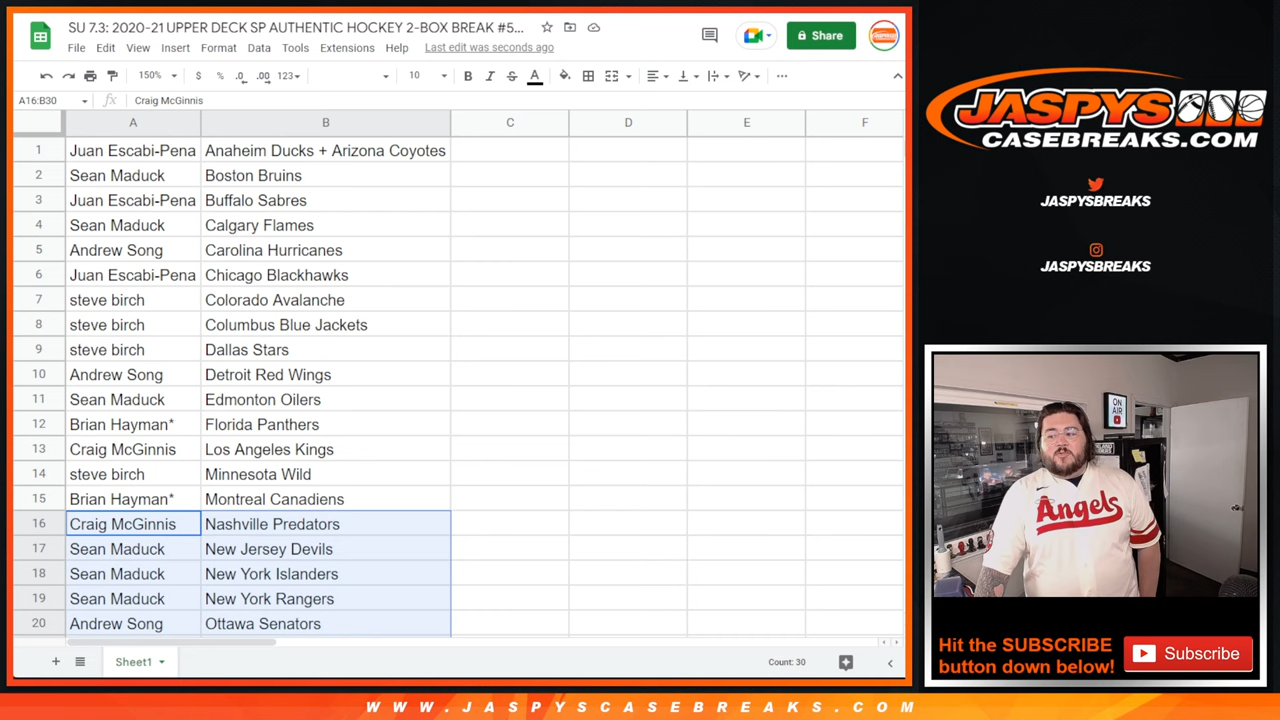 SU 7.3: 2020-21 UPPER DECK SP AUTHENTIC HOCKEY 2-BOX BREAK #5...
File Edit View Insert Format Data Tools Extensions Help Last edit was seconds ago
Share
150% $ % .0 .00 123 10 B I S A
A16:B30 fx Craig McGinnis
A B C D E F
1 Juan Escabi-Pena Anaheim Ducks + Arizona Coyotes
2 Sean Maduck Boston Bruins
3 Juan Escabi-Pena Buffalo Sabres
4 Sean Maduck Calgary Flames
5 Andrew Song Carolina Hurricanes
6 Juan Escabi-Pena Chicago Blackhawks
7 steve birch Colorado Avalanche
8 steve birch Columbus Blue Jackets
9 steve birch Dallas Stars
10 Andrew Song Detroit Red Wings
11 Sean Maduck Edmonton Oilers
12 Brian Hayman* Florida Panthers
13 Craig McGinnis Los Angeles Kings
14 steve birch Minnesota Wild
15 Brian Hayman* Montreal Canadiens
16 Craig McGinnis Nashville Predators
17 Sean Maduck New Jersey Devils
18 Sean Maduck New York Islanders
19 Sean Maduck New York Rangers
20 Andrew Song Ottawa Senators
Sheet1
Count: 30
JASPYS
CASEBREAKS.COM
JASPYSBREAKS
JASPYSBREAKS
ON
AIR
Angels
Hit the SUBSCRIBE
button down below!
Subscribe
WWW.JASPYSCASEBREAKS.COM